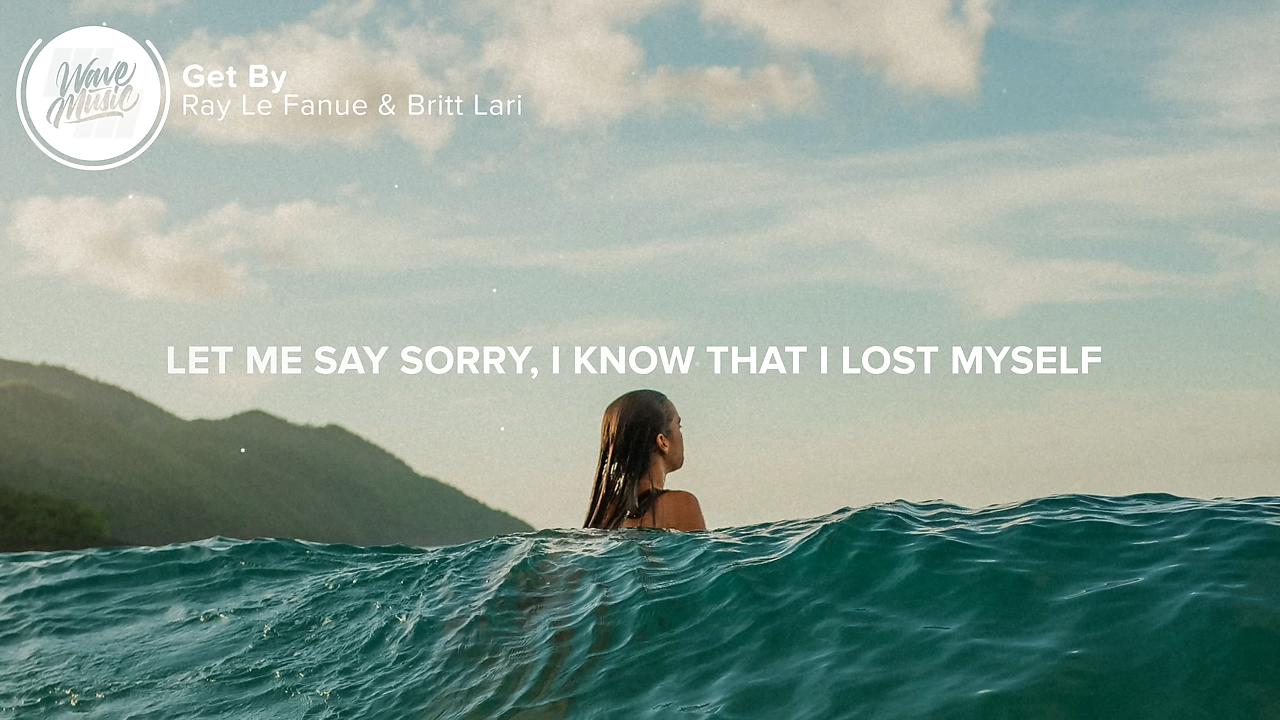 Wave
Music
Get By
Ray Le Fanue & Britt Lari
LET ME SAY SORRY, I KNOW THAT I LOST MYSELF